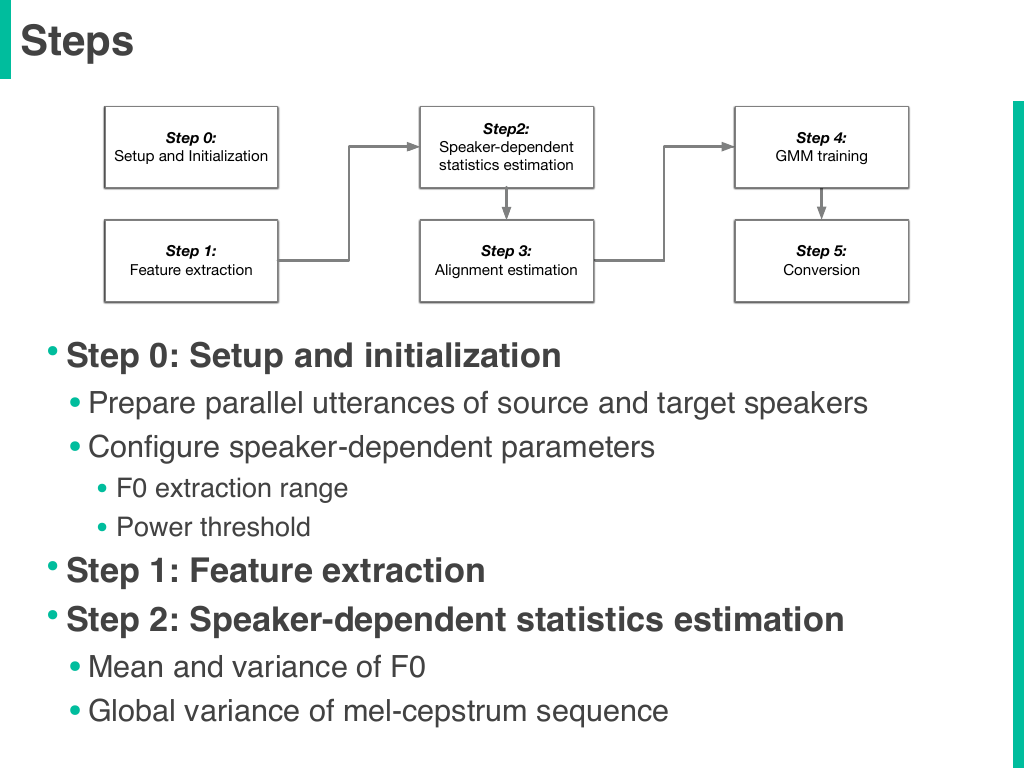 Steps
Step 0:
Setup and Initialization
Step 1:
Feature extraction
Step2:
Speaker-dependent
statistics estimation
Step 3:
Alignment estimation
Step 4:
GMM training
Step 5:
Conversion
• Step 0: Setup and initialization
• Prepare parallel utterances of source and target speakers
• Configure speaker-dependent parameters
• F0 extraction range
• Power threshold
• Step 1: Feature extraction
• Step 2: Speaker-dependent statistics estimation
• Mean and variance of F0
• Global variance of mel-cepstrum sequence